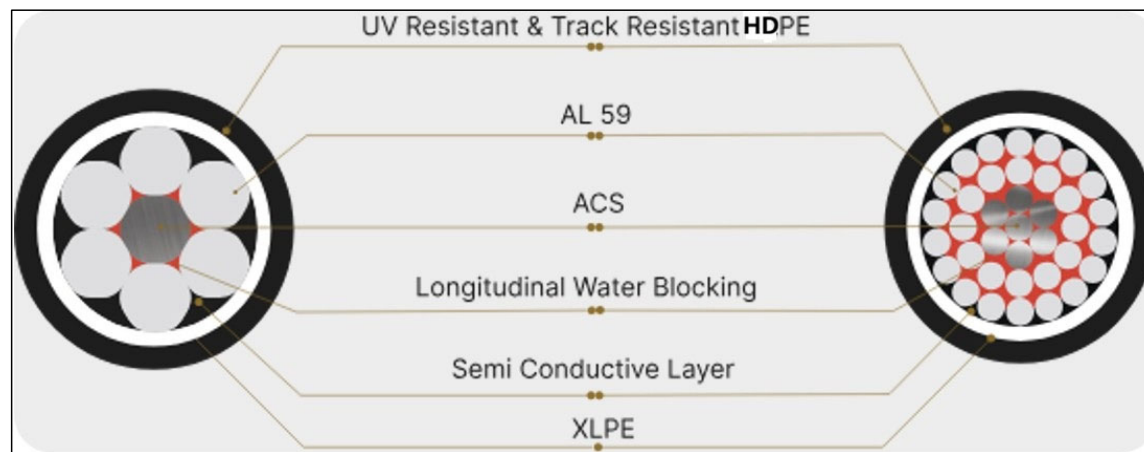 UV Resistant & Track Resistant HDPE
AL 59
ACS
Longitudinal Water Blocking
Semi Conductive Layer
XLPE